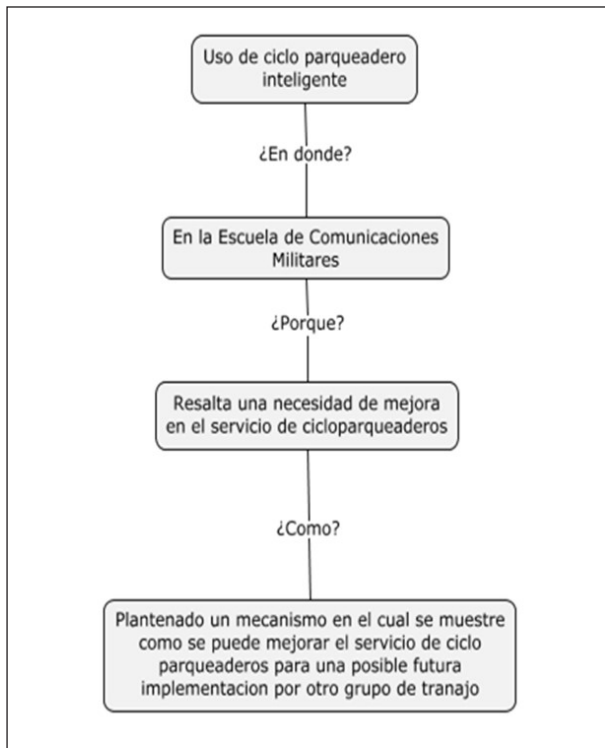 Uso de ciclo parqueadero
inteligente
¿En donde?
En la Escuela de Comunicaciones
Militares
¿Porque?
Resalta una necesidad de mejora
en el servicio de cicloparqueaderos
¿Como?
Plantenado un mecanismo en el cual se muestre
como se puede mejorar el servicio de ciclo
parqueaderos para una posible futura
implementacion por otro grupo de tranajo